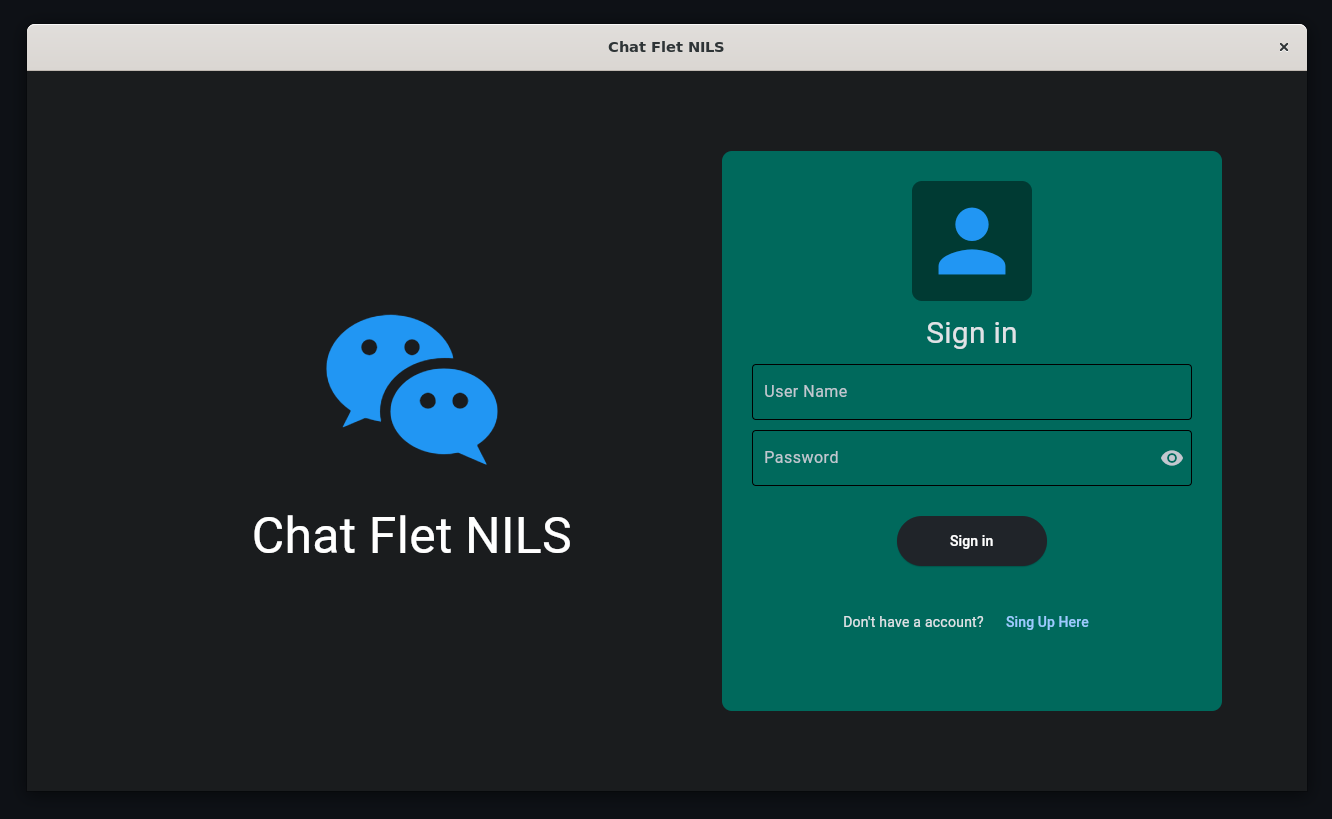 Chat Flet NILS
Chat Flet NILS
Sign in
User Name
Password
Sign in
Don't have a account? Sing Up Here